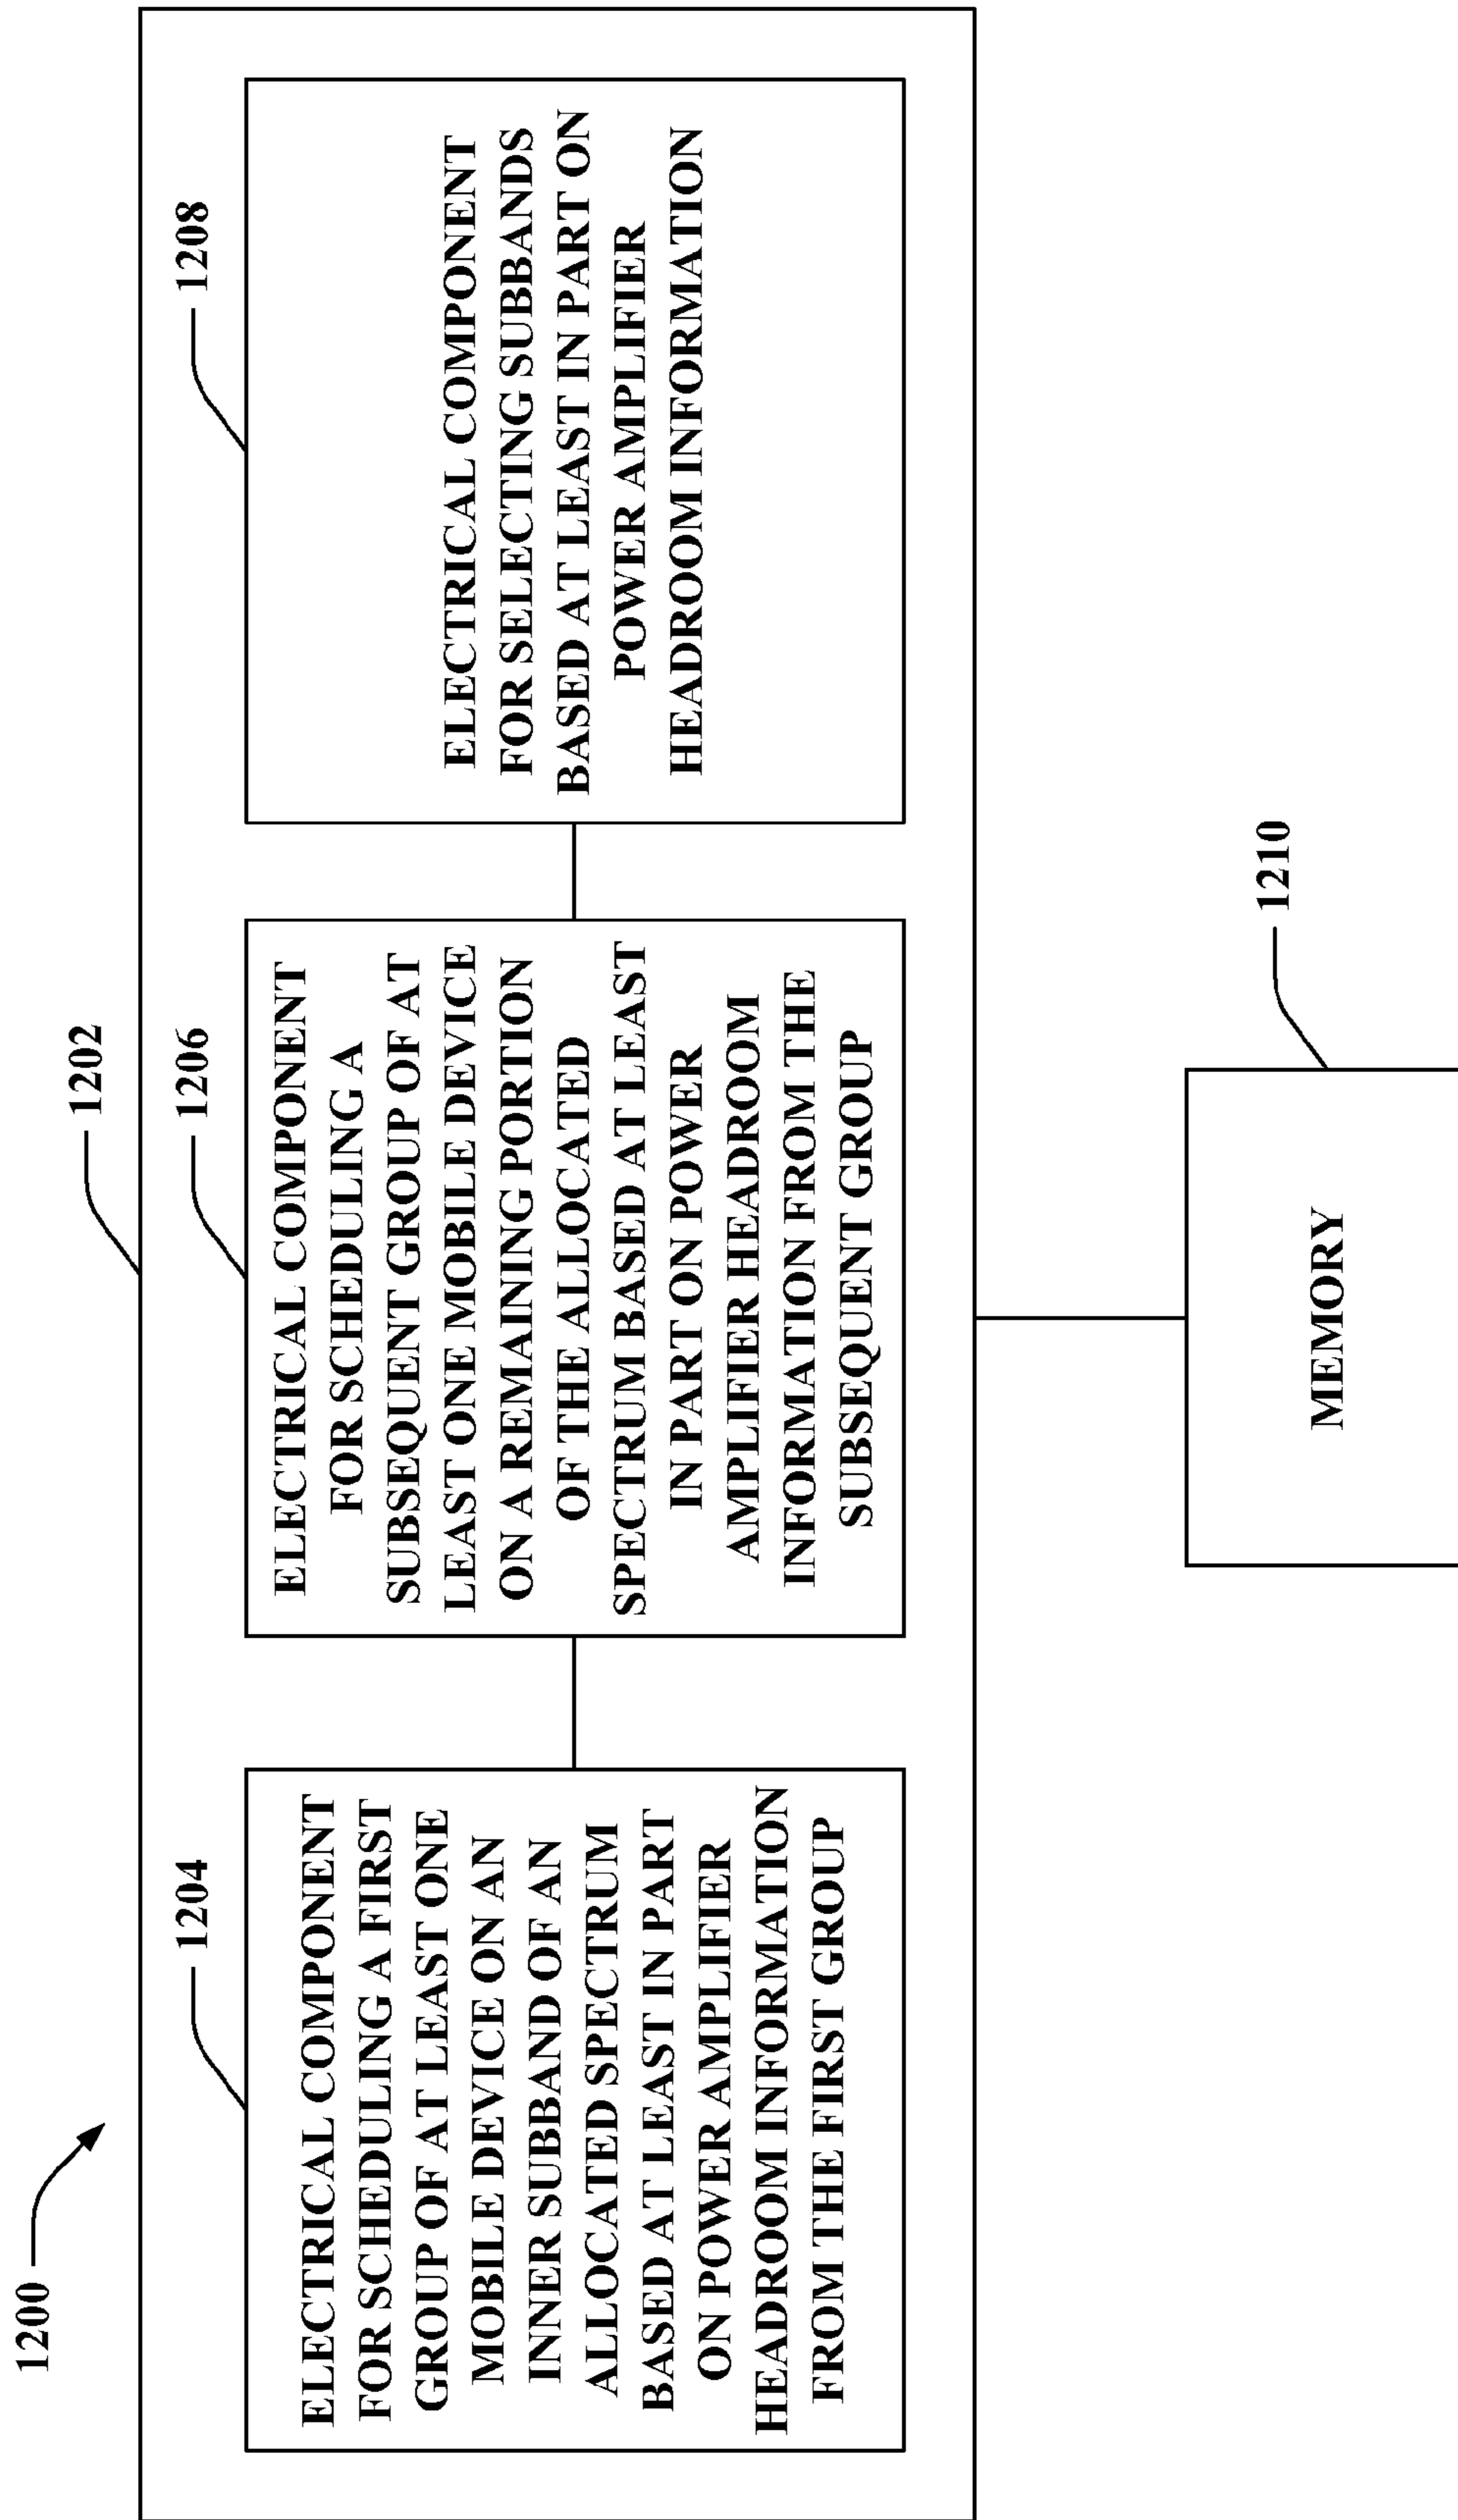 1200
1202
1204
ELECTRICAL COMPONENT
FOR SCHEDULING A FIRST
GROUP OF AT LEAST ONE
MOBILE DEVICE ON AN
INNER SUBBAND OF AN
ALLOCATED SPECTRUM
BASED AT LEAST IN PART
ON POWER AMPLIFIER
HEADROOM INFORMATION
FROM THE FIRST GROUP
1206
ELECTRICAL COMPONENT
FOR SCHEDULING A
SUBSEQUENT GROUP OF AT
LEAST ONE MOBILE DEVICE
ON A REMAINING PORTION
OF THE ALLOCATED
SPECTRUM BASED AT LEAST
IN PART ON POWER
AMPLIFIER HEADROOM
INFORMATION FROM THE
SUBSEQUENT GROUP
1208
ELECTRICAL COMPONENT
FOR SELECTING SUBBANDS
BASED AT LEAST IN PART ON
POWER AMPLIFIER
HEADROOM INFORMATION
1210
MEMORY